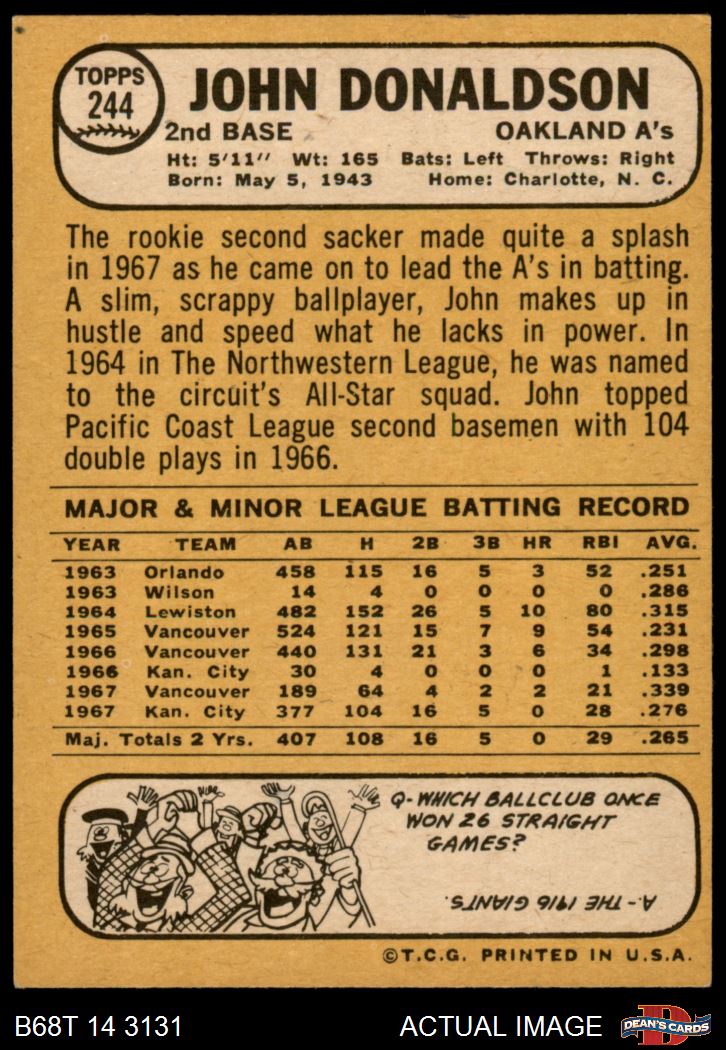 TOPPS
244
JOHN DONALDSON
2nd BASE OAKLAND A's
Ht: 5'11" Wt: 165 Bats: Left Throws: Right
Born: May 5, 1943 Home: Charlotte, N. C.
The rookie second sacker made quite a splash
in 1967 as he came on to lead the A's in batting.
A slim, scrappy ballplayer, John makes up in
hustle and speed what he lacks in power. In
1964 in The Northwestern League, he was named
to the circuit's All-Star squad. John topped
Pacific Coast League second basemen with 104
double plays in 1966.
MAJOR & MINOR LEAGUE BATTING RECORD
YEAR TEAM AB H 2B 3B HR RBI AVG.
1963 Orlando 458 115 16 5 3 52 .251
1963 Wilson 14 4 0 0 0 0 .286
1964 Lewiston 482 152 26 5 10 80 .315
1965 Vancouver 524 121 15 7 9 54 .231
1966 Vancouver 440 131 21 3 6 34 .298
1966 Kan. City 30 4 0 0 0 1 .133
1967 Vancouver 189 64 4 2 2 21 .339
1967 Kan. City 377 104 16 5 0 28 .276
Maj. Totals 2 Yrs. 407 108 16 5 0 29 .265
Q- WHICH BALLCLUB ONCE
WON 26 STRAIGHT
GAMES?
A.- THE 1916 GIANTS.
©T.C.G. PRINTED IN U.S.A.
B68T 14 3131 ACTUAL IMAGE D DEAN'S CARDS